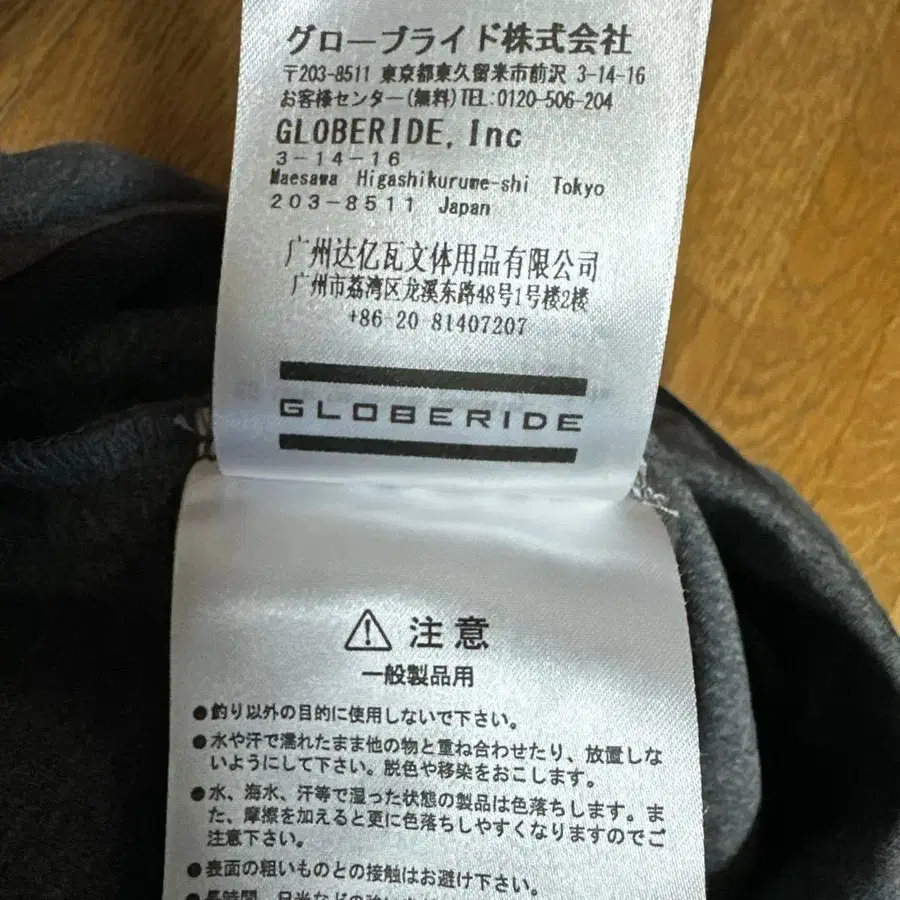 グローブライド株式会社
〒203-8511 東京都東久留米市前沢 3-14-16
お客様センター(無料)TEL:0120-506-204
GLOBERIDE, Inc
3-14-16
Maesawa Higashikurume-shi Tokyo
203-8511 Japan
广州达亿瓦文体用品有限公司
广州市荔湾区龙溪东路48号1号楼2楼
+86-20 81407207
GLOBERIDE
注意
一般製品用
●釣り以外の目的に使用しないで下さい。
●水や汗で濡れたまま他の物と重ね合わせたり、放置しな
いようにして下さい。脱色や移染をおこします。
●水、海水、汗等で湿った状態の製品は色落ちします。ま
た、摩擦を加えると更に色落ちしやすくなりますのでご
注意下さい。
●表面の粗いものとの接触はお避け下さい。
●長時間、日光などの強い